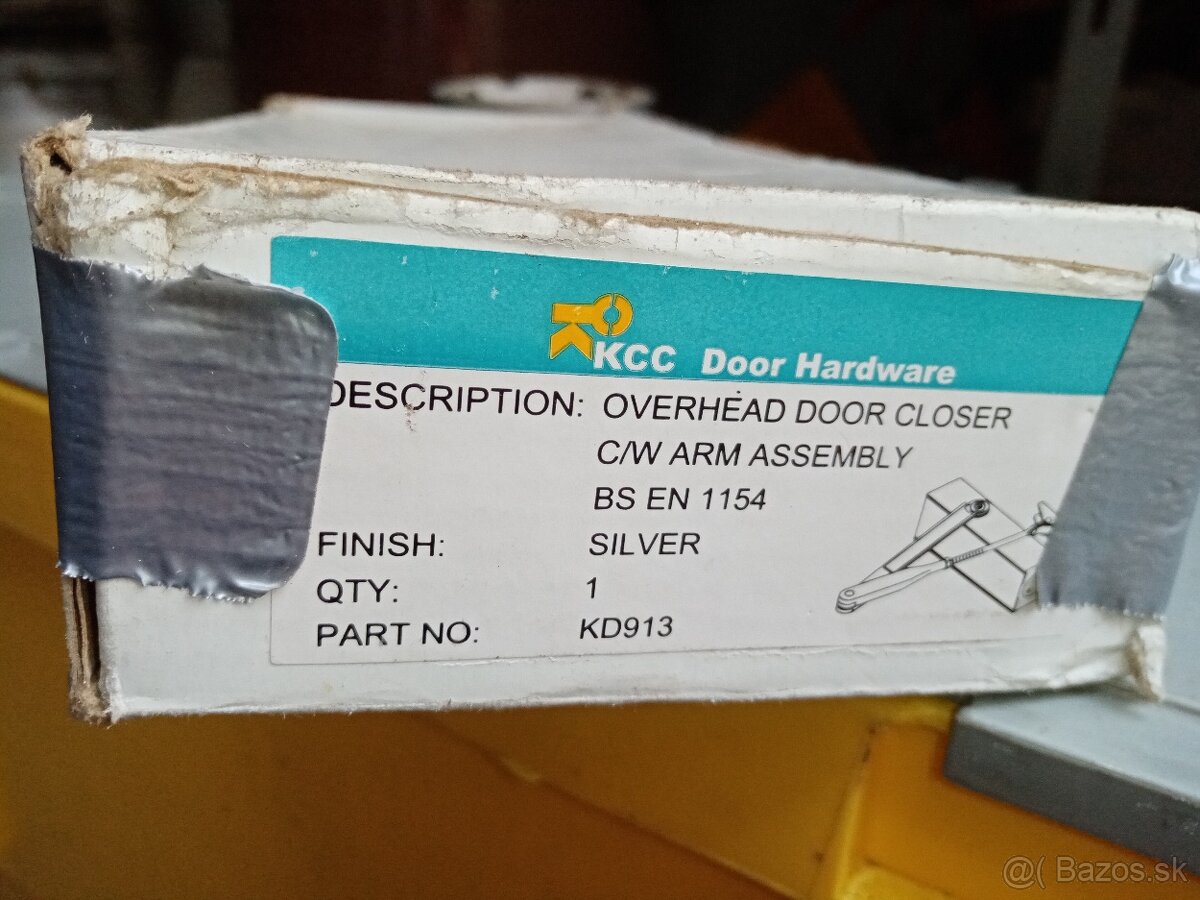 KCC Door Hardware
DESCRIPTION: OVERHEAD DOOR CLOSER
C/W ARM ASSEMBLY
BS EN 1154
FINISH: SILVER
QTY: 1
PART NO: KD913
@( Bazos.sk